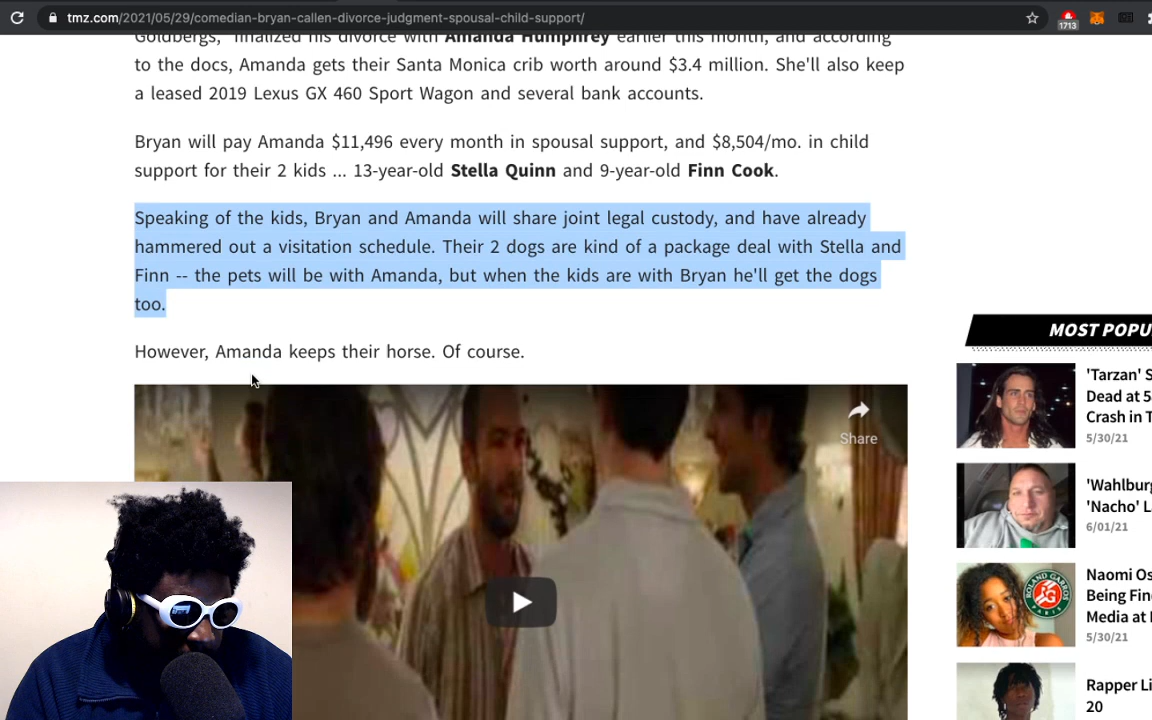 tmz.com/2021/05/29/comedian-bryan-callen-divorce-judgment-spousal-child-support/
1713
Goldbergs," finalized his divorce with Amanda Humphrey earlier this month, and according
to the docs, Amanda gets their Santa Monica crib worth around $3.4 million. She'll also keep
a leased 2019 Lexus GX 460 Sport Wagon and several bank accounts.
Bryan will pay Amanda $11,496 every month in spousal support, and $8,504/mo. in child
support for their 2 kids ... 13-year-old Stella Quinn and 9-year-old Finn Cook.
Speaking of the kids, Bryan and Amanda will share joint legal custody, and have already
hammered out a visitation schedule. Their 2 dogs are kind of a package deal with Stella and
Finn -- the pets will be with Amanda, but when the kids are with Bryan he'll get the dogs
too.
However, Amanda keeps their horse. Of course.
Share
MOST POPU
'Tarzan' S
Dead at 5
Crash in T
5/30/21
'Wahlburg
'Nacho' L
6/01/21
ROLAND GARROS
Naomi Os
Being Fin
Media at
5/30/21
Rapper Li
20